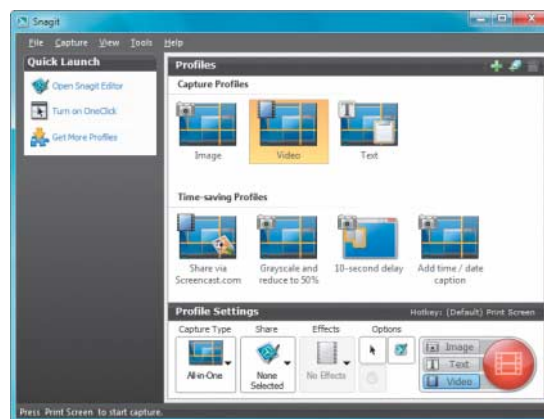 Snagit
File Capture View Tools Help
Quick Launch
Open Snagit Editor
Turn on OneClick
Get More Profiles
Profiles
Capture Profiles
Image
Video
Text
Time-saving Profiles
Share via
Screencast.com
Grayscale and
reduce to 50%
10-second delay
Add time / date
caption
Profile Settings
Hotkey: (Default) Print Screen
Capture Type
Share
Effects
Options
All-in-One
None
Selected
No Effects
Image
Text
Video
Press Print Screen to start capture.